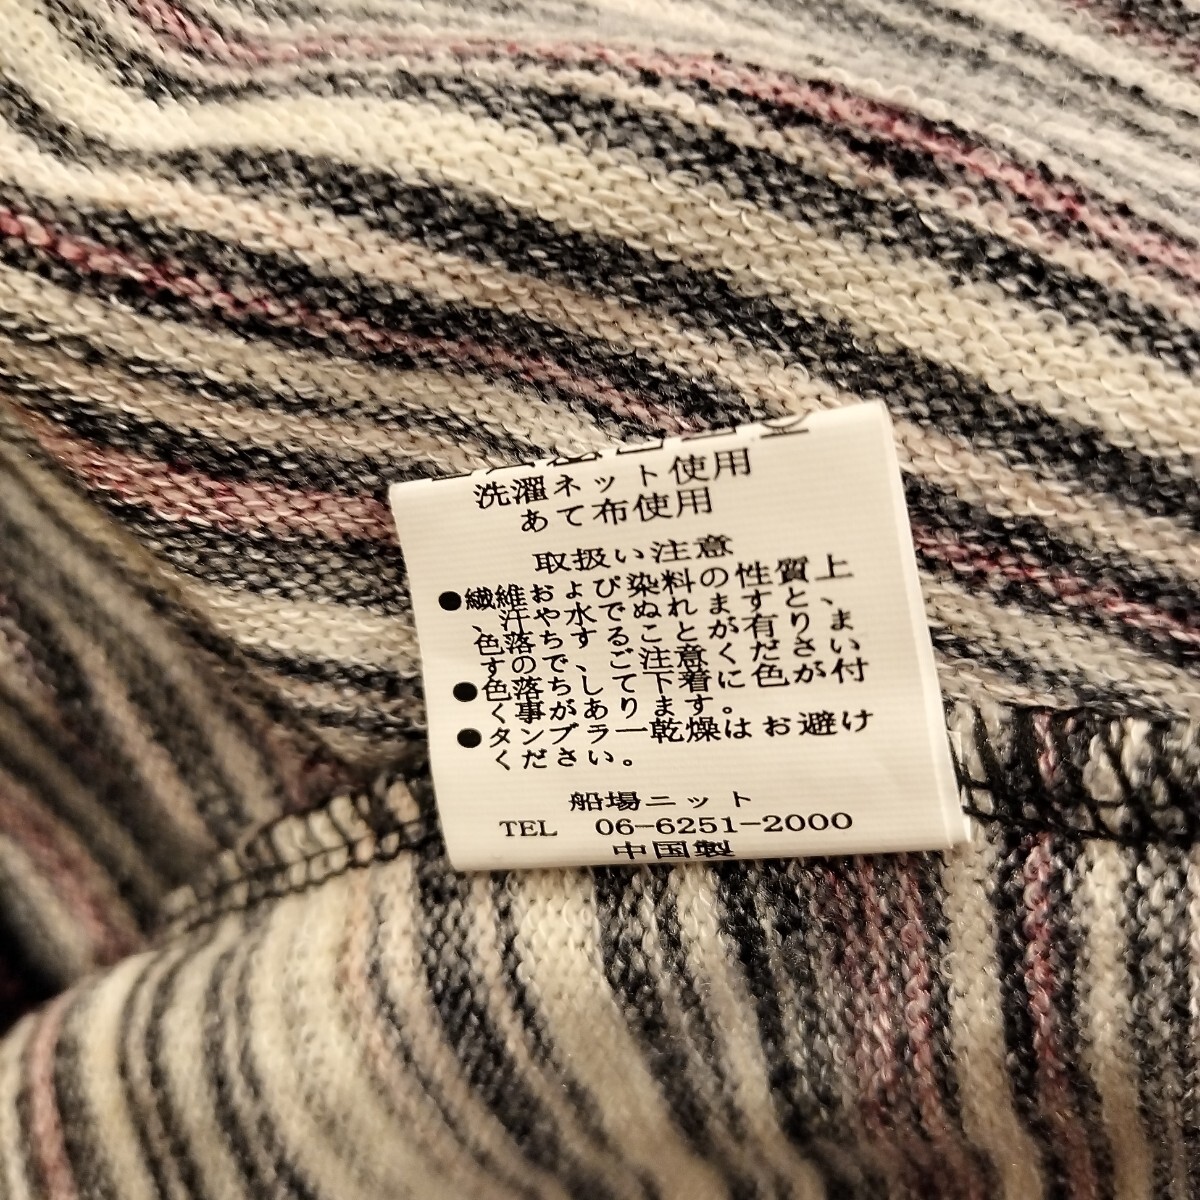 洗濯ネット使用
あて布使用
取扱い注意
●繊維および染料の性質上
、汗や水でぬれますと、
色落ちすることが有りま
すので、ご注意ください
●色落ちして下着に色が付
く事があります。
●タンブラー乾燥はお避け
ください。
船場ニット
TEL 06-6251-2000
中国製